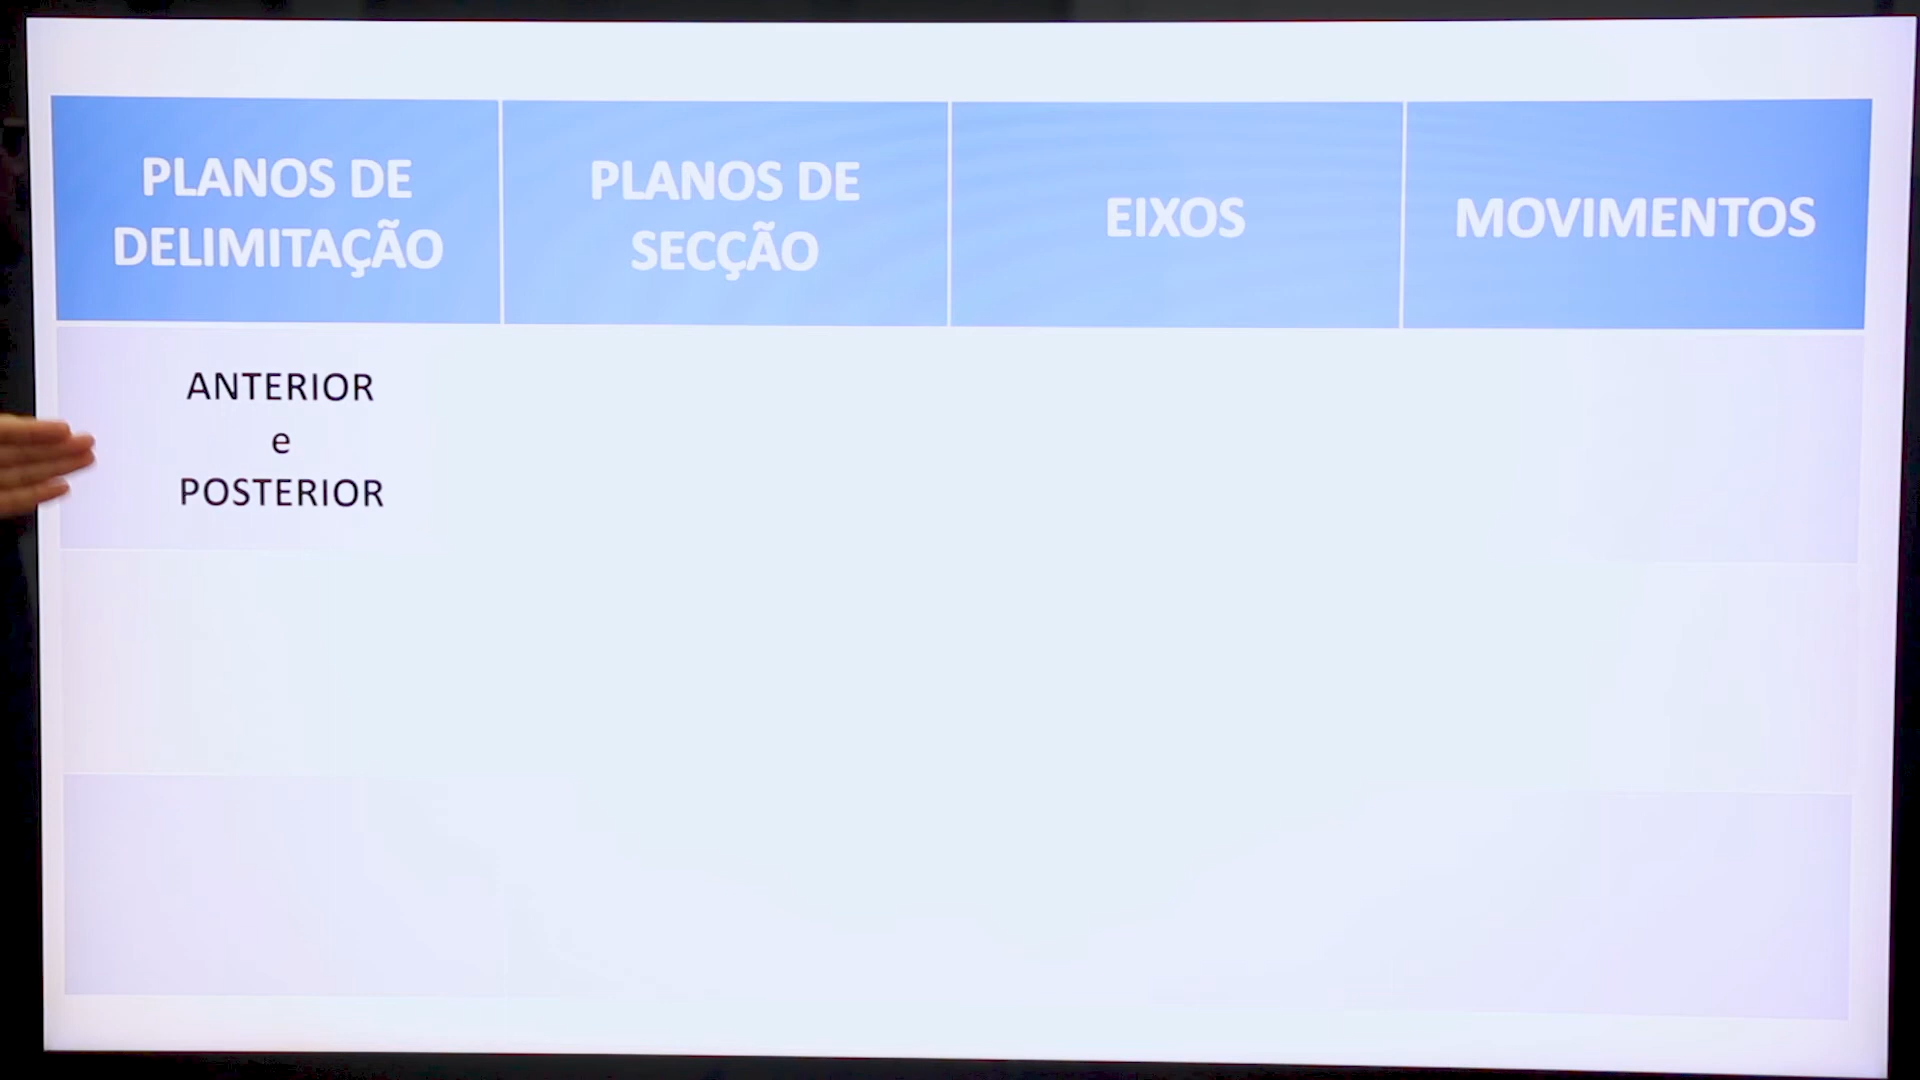 PLANOS DE
DELIMITAÇÃO
PLANOS DE
SECÇÃO
EIXOS
MOVIMENTOS
ANTERIOR
e
POSTERIOR